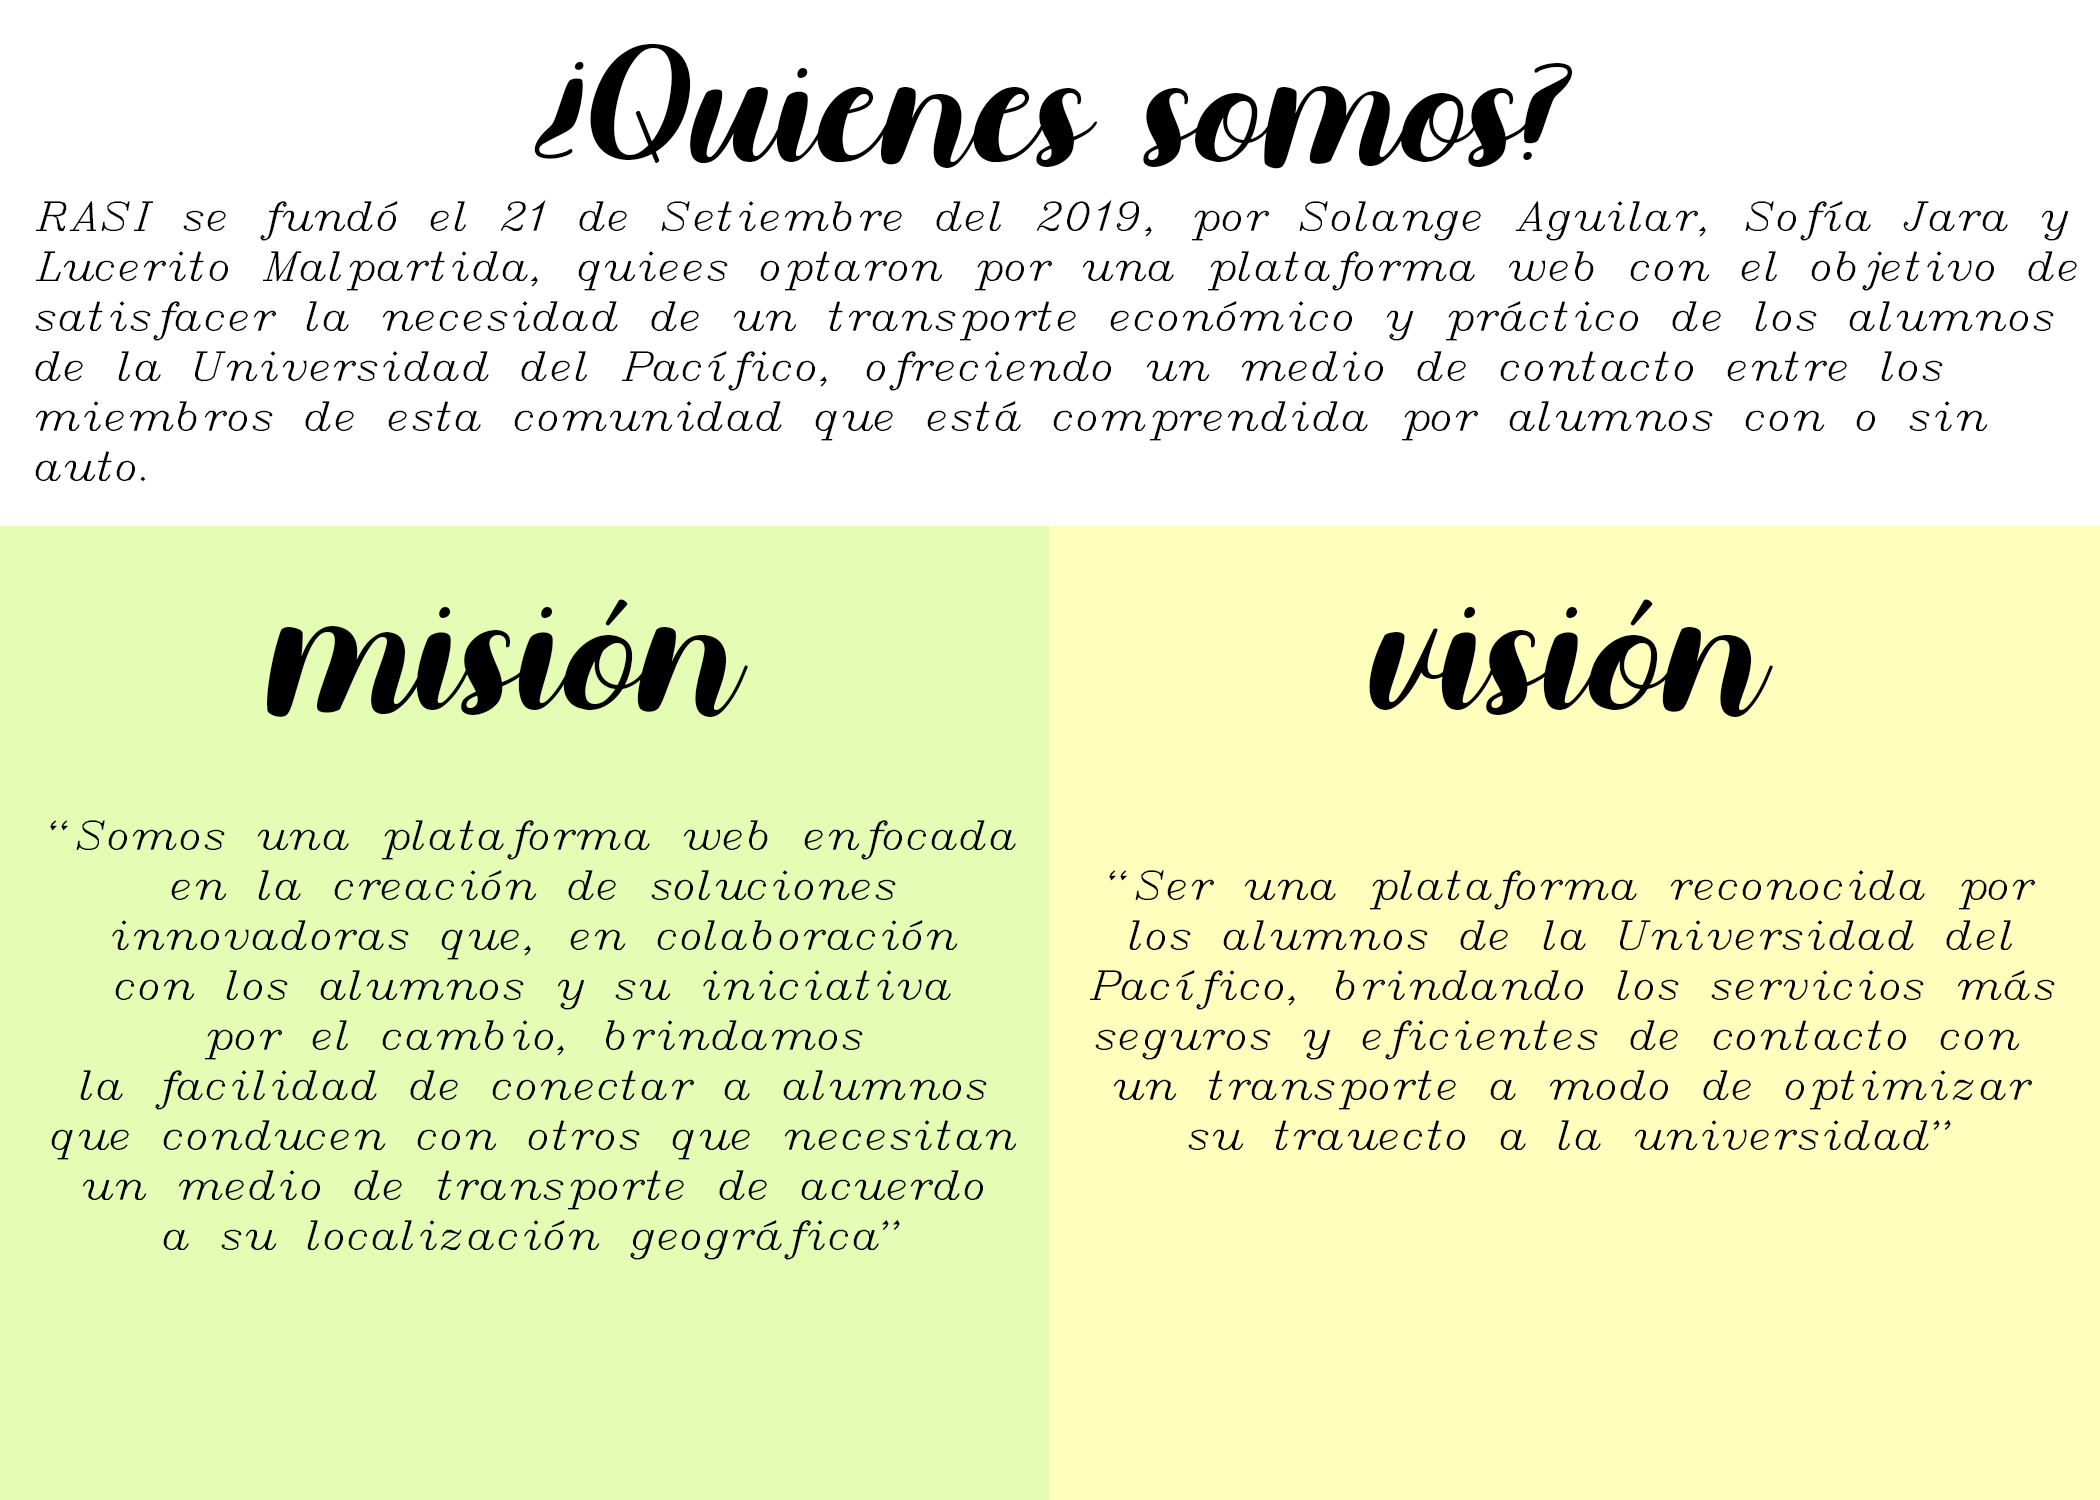 ¿Quienes somos?
RASI se fundó el 21 de Setiembre del 2019, por Solange Aguilar, Sofía Jara y
Lucerito Malpartida, quiees optaron por una plataforma web con el objetivo de
satisfacer la necesidad de un transporte económico y práctico de los alumnos
de la Universidad del Pacífico, ofreciendo un medio de contacto entre los
miembros de esta comunidad que está comprendida por alumnos con o sin
auto.
misión
“Somos una plataforma web enfocada
en la creación de soluciones
innovadoras que, en colaboración
con los alumnos y su iniciativa
por el cambio, brindamos
la facilidad de conectar a alumnos
que conducen con otros que necesitan
un medio de transporte de acuerdo
a su localización geográfica”
visión
“Ser una plataforma reconocida por
los alumnos de la Universidad del
Pacífico, brindando los servicios más
seguros y eficientes de contacto con
un transporte a modo de optimizar
su trauecto a la universidad”